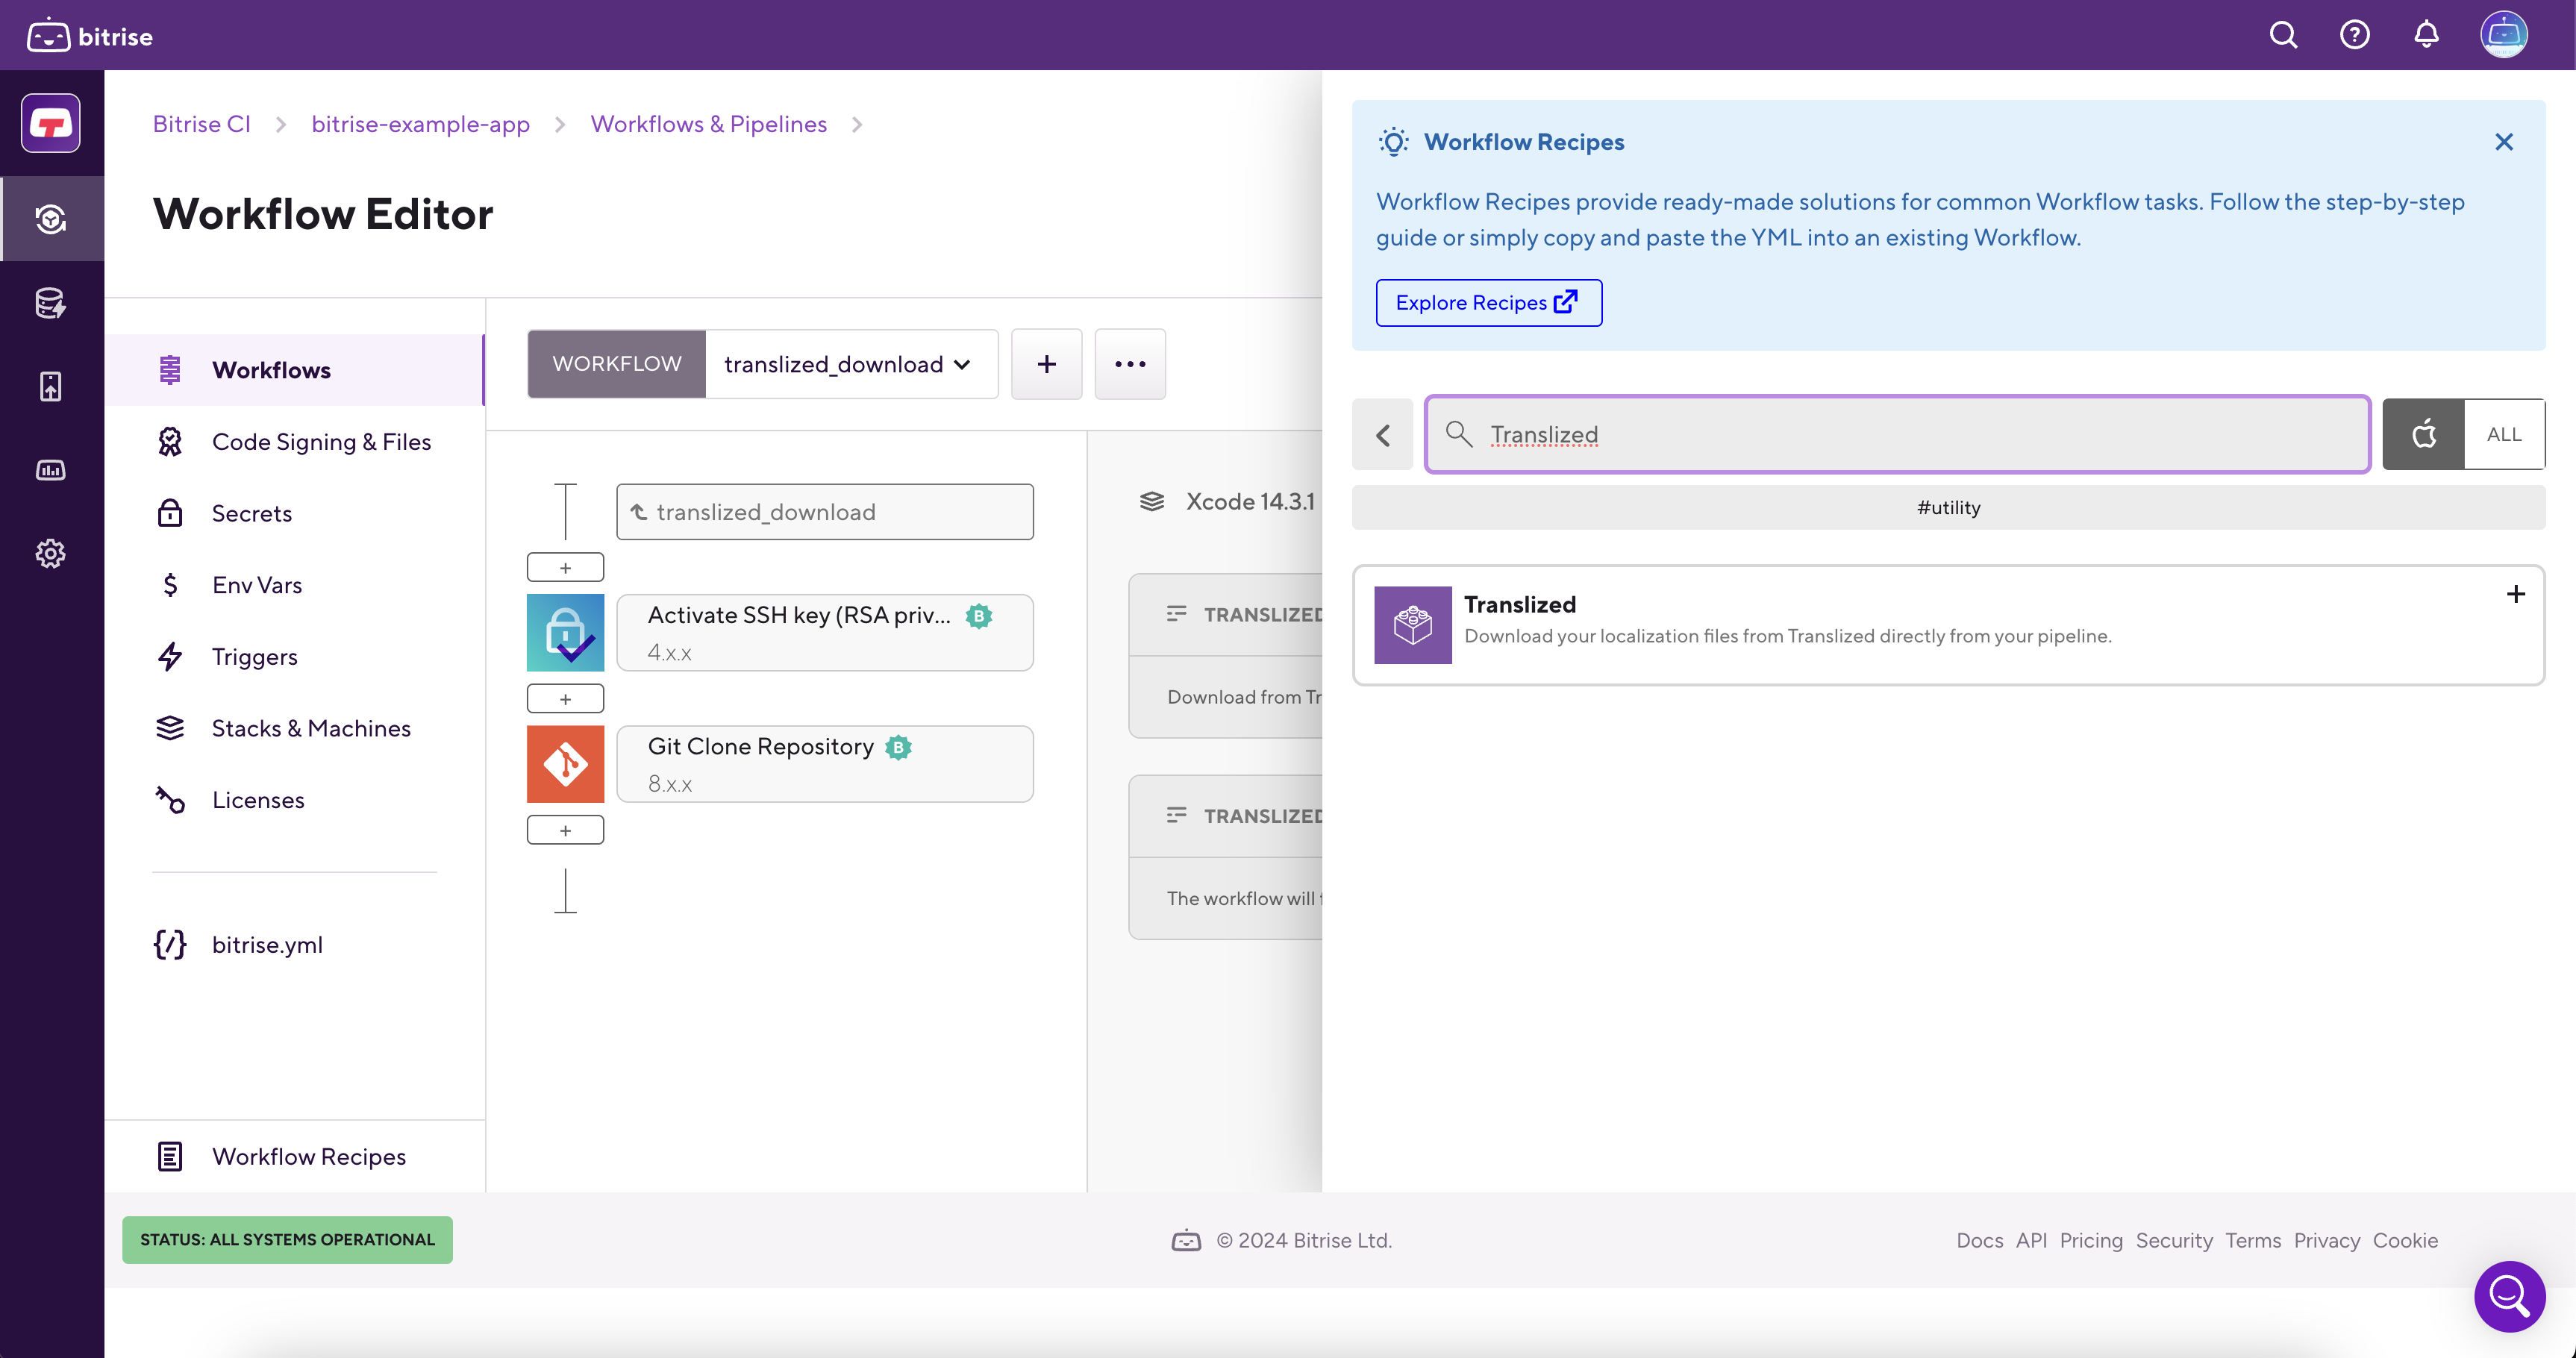 bitrise
Bitrise CI
bitrise-example-app
Workflows & Pipelines
Workflow Editor
Workflows
Code Signing & Files
Secrets
$ Env Vars
Triggers
Stacks & Machines
Licenses
bitrise.yml
Workflow Recipes
WORKFLOW
translized_download
+
translized_download
+
Activate SSH key (RSA priv...
B
4.x.x
+
Git Clone Repository
B
8.x.x
+
Xcode 14.3.1
TRANSLIZED
Download from Tr
TRANSLIZED
The workflow will
Workflow Recipes
Workflow Recipes provide ready-made solutions for common Workflow tasks. Follow the step-by-step
guide or simply copy and paste the YML into an existing Workflow.
Explore Recipes
Translized
ALL
#utility
Translized
+
Download your localization files from Translized directly from your pipeline.
STATUS: ALL SYSTEMS OPERATIONAL
© 2024 Bitrise Ltd.
Docs API Pricing Security Terms Privacy Cookie